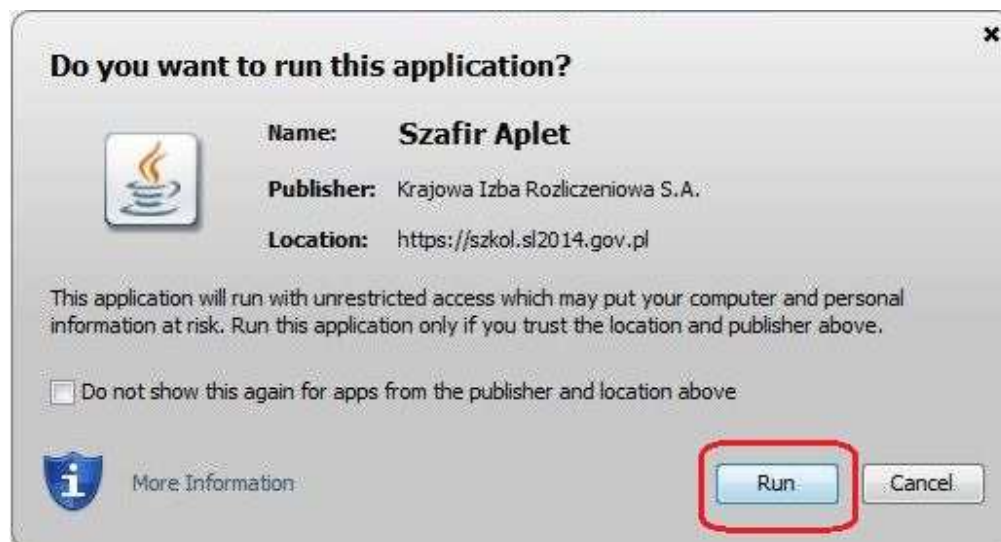 Do you want to run this application?
Name: Szafir Aplet
Publisher: Krajowa Izba Rozliczeniowa S.A.
Location: https://szkol.sl2014.gov.pl
This application will run with unrestricted access which may put your computer and personal
information at risk. Run this application only if you trust the location and publisher above.
Do not show this again for apps from the publisher and location above
More Information
Run
Cancel